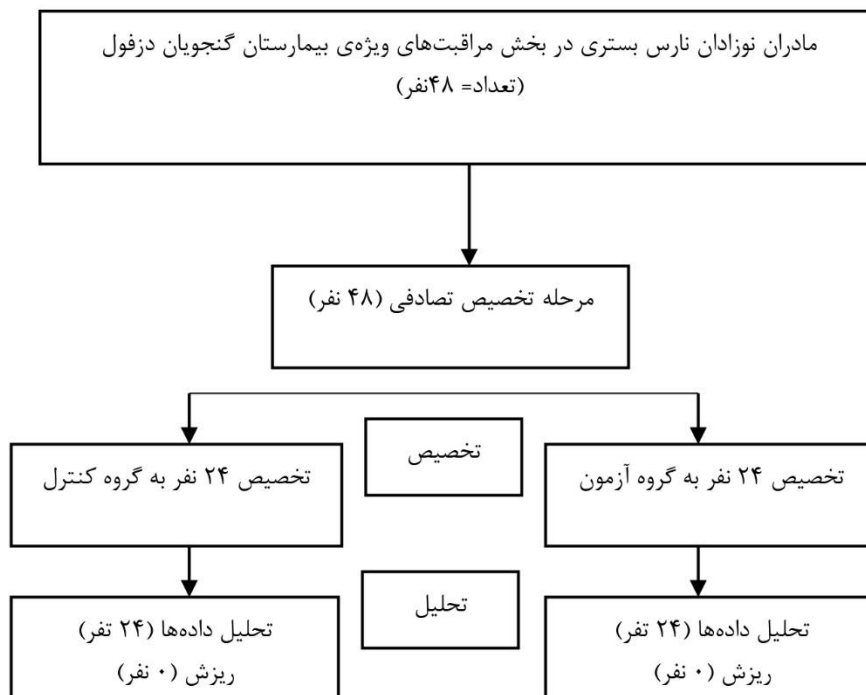 مادران نوزادان نارس بستری در بخش مراقبت‌های ویژه‌ی بیمارستان گنجویان دزفول
(تعداد= ۴۸نفر)
مرحله تخصیص تصادفی (۴۸ نفر)
تخصیص
تخصیص ۲۴ نفر به گروه آزمون
تخصیص ۲۴ نفر به گروه کنترل
تحلیل
تحلیل داده‌ها (۲۴ تفر)
ریزش (۰ نفر)
تحلیل داده‌ها (۲۴ تفر)
ریزش (۰ نفر)